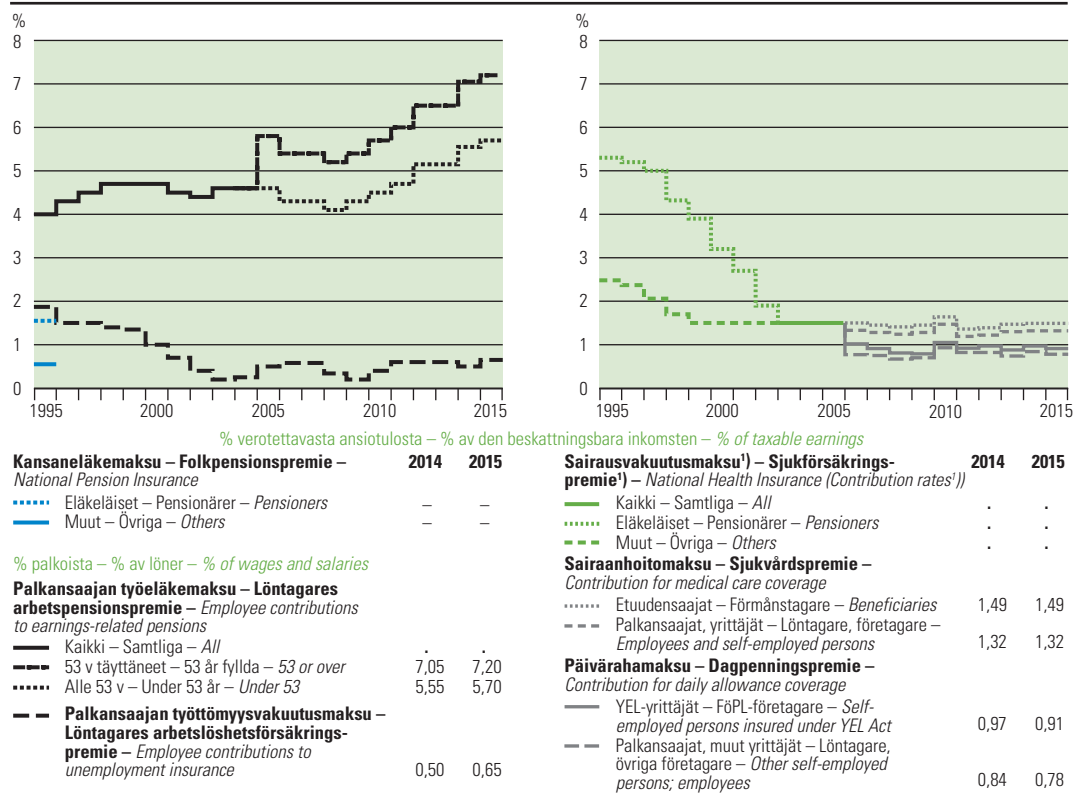 %
8
7
6
5
4
3
2
1
0
1995 2000 2005 2010 2015
%
8
7
6
5
4
3
2
1
0
1995 2000 2005 2010 2015
% verotettavasta ansiotulosta – % av den beskattningsbara inkomsten – % of taxable earnings
Kansaneläkemaksu – Folkpensionspremie – 2014 2015
National Pension Insurance
Eläkeläiset – Pensionärer – Pensioners – –
Muut – Övriga – Others – –
% palkoista – % av löner – % of wages and salaries
Palkansaajan työeläkemaksu – Löntagares
arbetspensionspremie – Employee contributions
to earnings-related pensions
Kaikki – Samtliga – All . .
53 v täyttäneet – 53 år fyllda – 53 or over 7,05 7,20
Alle 53 v – Under 53 år – Under 53 5,55 5,70
Palkansaajan työttömyysvakuutusmaksu –
Löntagares arbetslöshetsförsäkrings-
premie – Employee contributions to
unemployment insurance 0,50 0,65
Sairausvakuutusmaksu¹) – Sjukförsäkrings- 2014 2015
premie¹) – National Health Insurance (Contribution rates¹))
Kaikki – Samtliga – All . .
Eläkeläiset – Pensionärer – Pensioners . .
Muut – Övriga – Others . .
Sairaanhoitomaksu – Sjukvårdspremie –
Contribution for medical care coverage
Etuudensaajat – Förmånstagare – Beneficiaries 1,49 1,49
Palkansaajat, yrittäjät – Löntagare, företagare –
Employees and self-employed persons 1,32 1,32
Päivärahamaksu – Dagpenningspremie –
Contribution for daily allowance coverage
YEL-yrittäjät – FöPL-företagare – Self-
employed persons insured under YEL Act 0,97 0,91
Palkansaajat, muut yrittäjät – Löntagare,
övriga företagare – Other self-employed
persons; employees 0,84 0,78